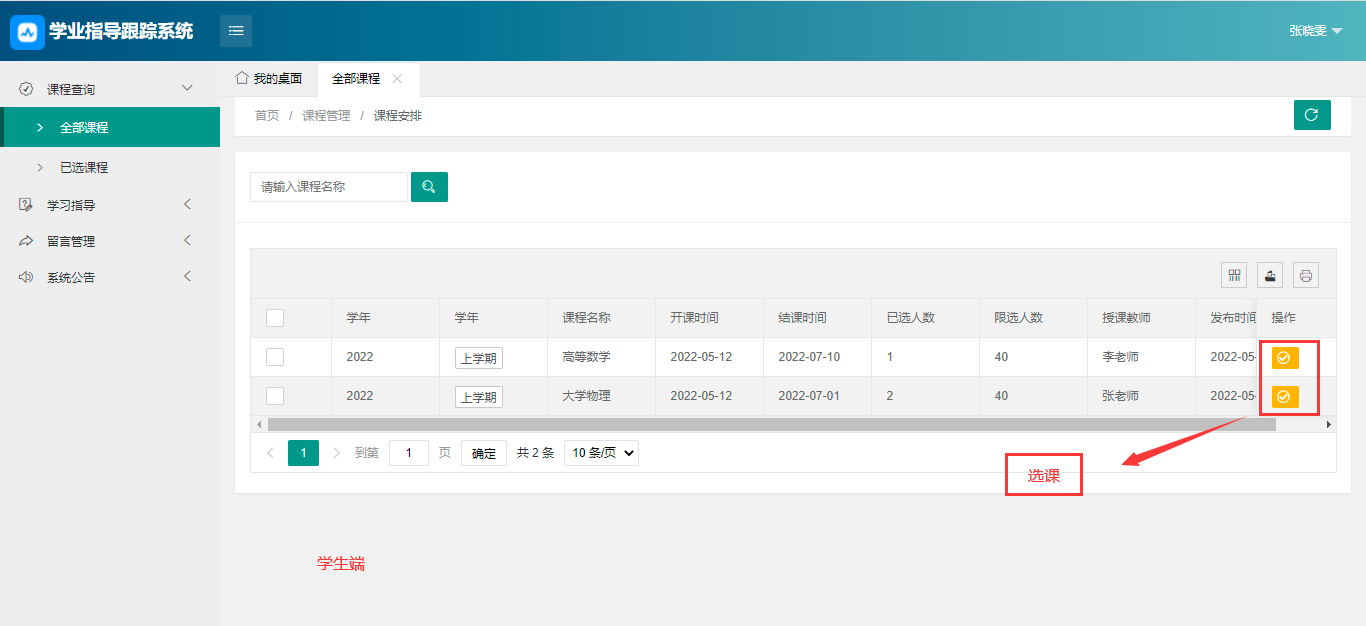 学业指导跟踪系统
张晓雯
课程查询
全部课程
已选课程
学习指导
留言管理
系统公告
我的桌面 全部课程
首页 / 课程管理 / 课程安排
请输入课程名称
学年 学年 课程名称 开课时间 结课时间 已选人数 限选人数 授课教师 发布时间 操作
2022 上学期 高等数学 2022-05-12 2022-07-10 1 40 李老师 2022-05-
2022 上学期 大学物理 2022-05-12 2022-07-01 2 40 张老师 2022-05-
1 到第 1 页 确定 共 2 条 10 条/页
选课
学生端